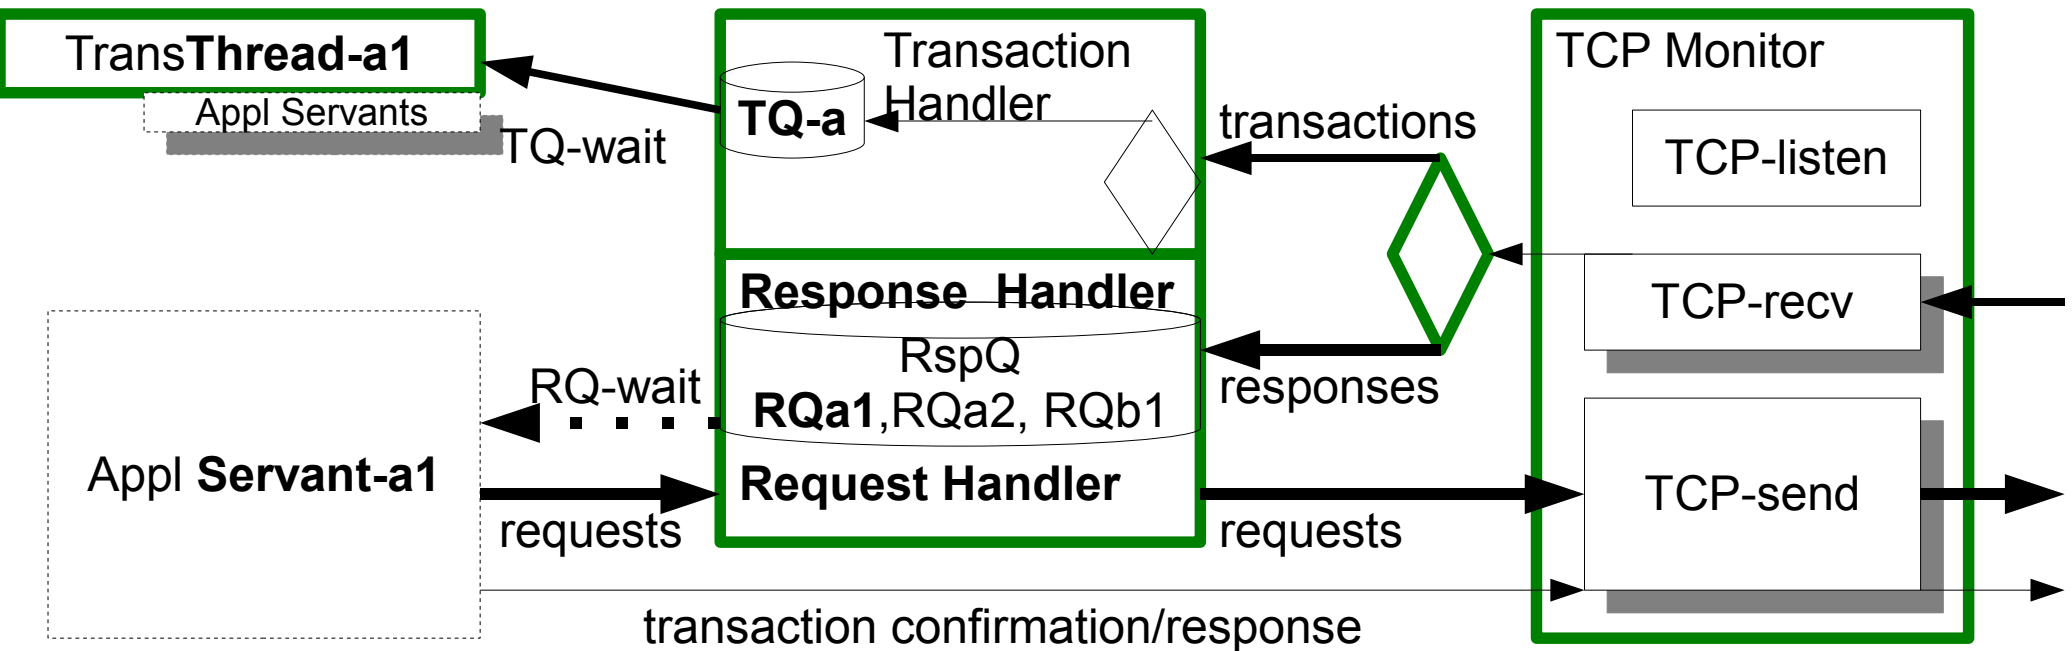 TransThread-a1
Appl Servants
TQ-wait
Transaction
Handler
TQ-a
transactions
TCP Monitor
TCP-listen
TCP-recv
Response Handler
RspQ
RQa1,RQa2, RQb1
responses
RQ-wait
Appl Servant-a1
requests
Request Handler
requests
TCP-send
transaction confirmation/response